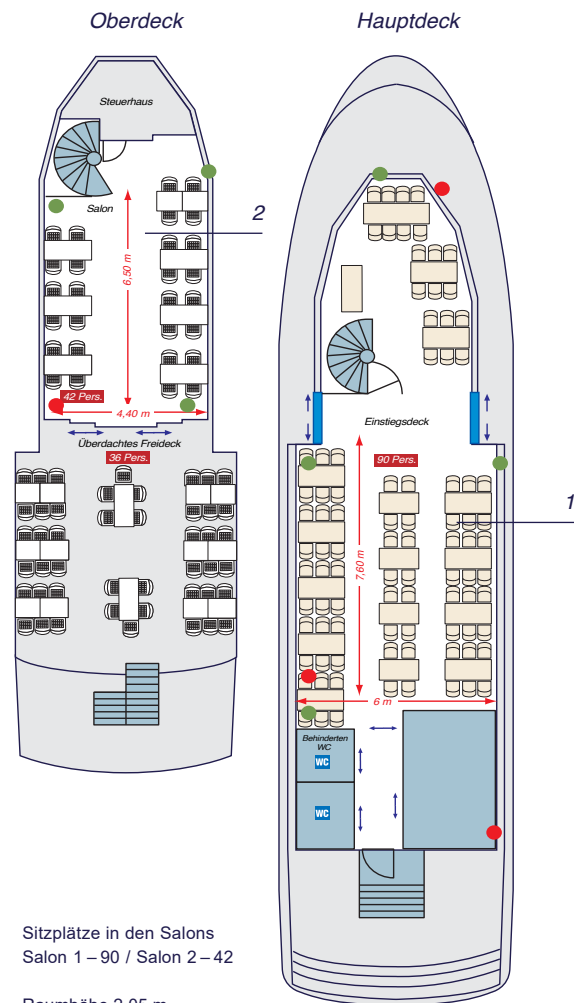 Oberdeck
Hauptdeck
Steuerhaus
Salon
2
6,50 m
42 Pers.
4,40 m
Überdachtes Freideck
36 Pers.
Einstiegsdeck
90 Pers.
1
7,60 m
6 m
Behinderten
WC
WC
WC
Sitzplätze in den Salons
Salon 1 – 90 / Salon 2 – 42